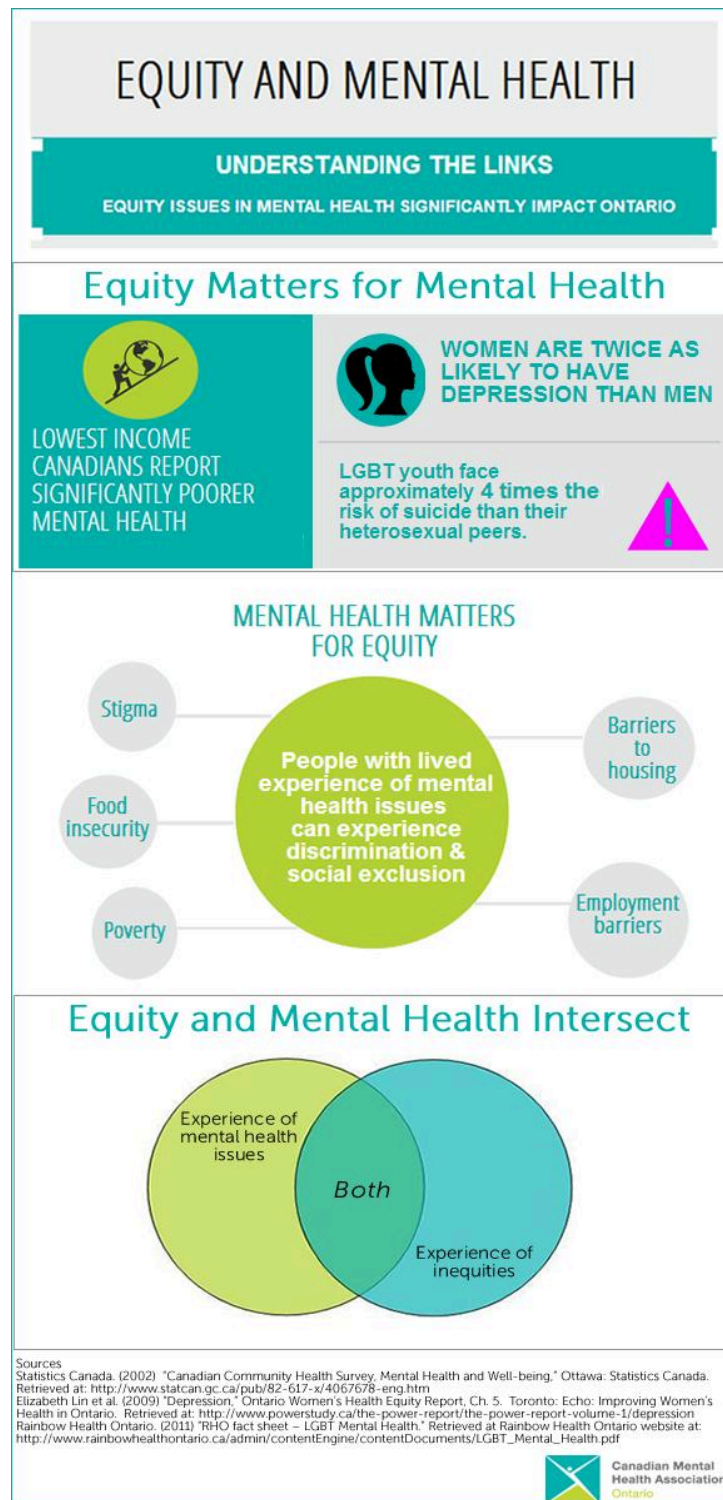 EQUITY AND MENTAL HEALTH
UNDERSTANDING THE LINKS
EQUITY ISSUES IN MENTAL HEALTH SIGNIFICANTLY IMPACT ONTARIO
Equity Matters for Mental Health
LOWEST INCOME
CANADIANS REPORT
SIGNIFICANTLY POORER
MENTAL HEALTH
WOMEN ARE TWICE AS
LIKELY TO HAVE
DEPRESSION THAN MEN
LGBT youth face
approximately 4 times the
risk of suicide than their
heterosexual peers.
!
MENTAL HEALTH MATTERS
FOR EQUITY
Stigma
Food
insecurity
Poverty
People with lived
experience of mental
health issues
can experience
discrimination &
social exclusion
Barriers
to
housing
Employment
barriers
Equity and Mental Health Intersect
Experience of
mental health
issues
Both
Experience of
inequities
Sources
Statistics Canada. (2002) "Canadian Community Health Survey, Mental Health and Well-being," Ottawa: Statistics Canada.
Retrieved at: http://www.statcan.gc.ca/pub/82-617-x/4067678-eng.htm
Elizabeth Lin et al. (2009) "Depression," Ontario Women's Health Equity Report, Ch. 5. Toronto: Echo: Improving Women's
Health in Ontario. Retrieved at: http://www.powerstudy.ca/the-power-report/the-power-report-volume-1/depression
Rainbow Health Ontario. (2011) "RHO fact sheet – LGBT Mental Health." Retrieved at Rainbow Health Ontario website at:
http://www.rainbowhealthontario.ca/admin/contentEngine/contentDocuments/LGBT_Mental_Health.pdf
Canadian Mental
Health Association
Ontario